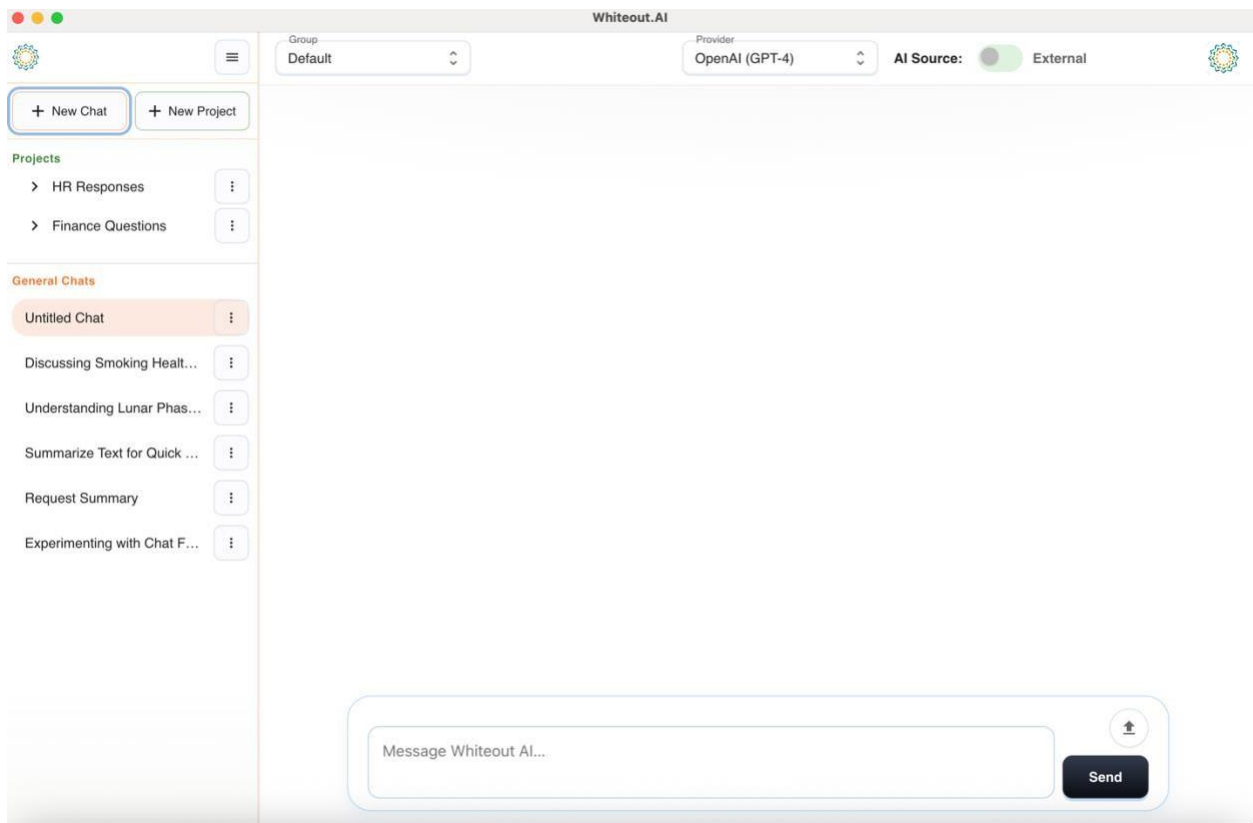 Whiteout.AI
Group
Default
Provider
OpenAI (GPT-4)
AI Source:
External
+ New Chat
+ New Project
Projects
HR Responses
Finance Questions
General Chats
Untitled Chat
Discussing Smoking Healt...
Understanding Lunar Phas...
Summarize Text for Quick ...
Request Summary
Experimenting with Chat F...
Message Whiteout AI...
Send